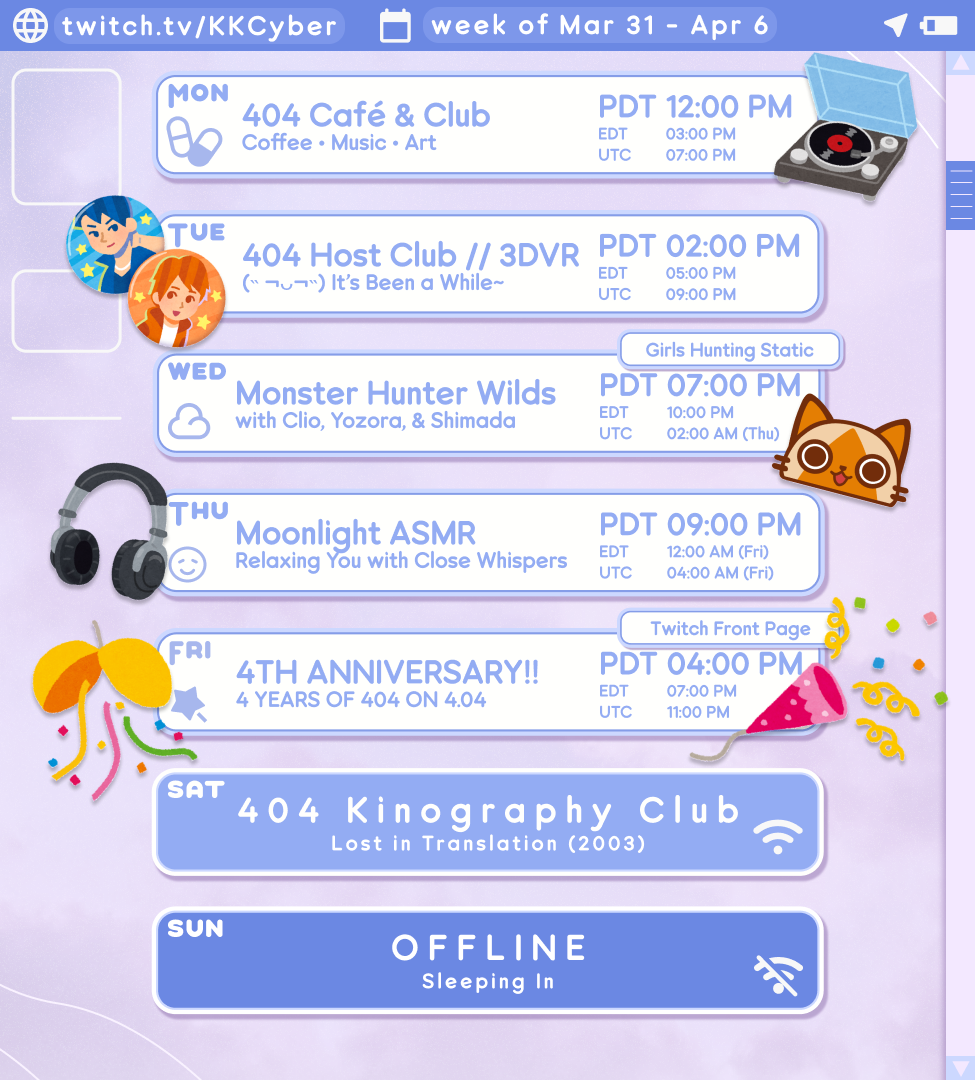 twitch.tv/KKCyber
week of Mar 31 - Apr 6
MON
404 Café & Club
Coffee • Music • Art
PDT 12:00 PM
EDT 03:00 PM
UTC 07:00 PM
TUE
404 Host Club // 3DVR
(˵ ¬ᴗ¬˵) It's Been a While~
PDT 02:00 PM
EDT 05:00 PM
UTC 09:00 PM
Girls Hunting Static
WED
Monster Hunter Wilds
with Clio, Yozora, & Shimada
PDT 07:00 PM
EDT 10:00 PM
UTC 02:00 AM (Thu)
THU
Moonlight ASMR
Relaxing You with Close Whispers
PDT 09:00 PM
EDT 12:00 AM (Fri)
UTC 04:00 AM (Fri)
Twitch Front Page
FRI
4TH ANNIVERSARY!!
4 YEARS OF 404 ON 4.04
PDT 04:00 PM
EDT 07:00 PM
UTC 11:00 PM
SAT
404 Kinography Club
Lost in Translation (2003)
SUN
OFFLINE
Sleeping In